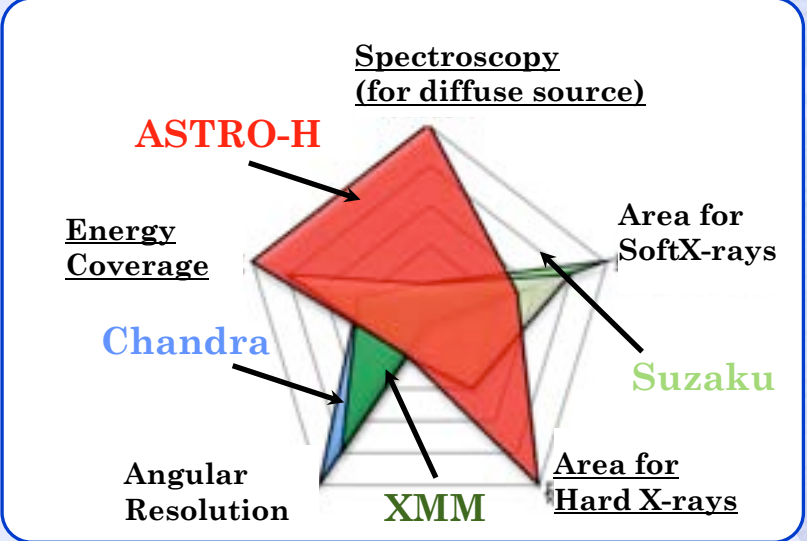 Spectroscopy
(for diffuse source)
ASTRO-H
Area for
SoftX-rays
Energy
Coverage
Chandra
Suzaku
Angular
Resolution
XMM
Area for
Hard X-rays